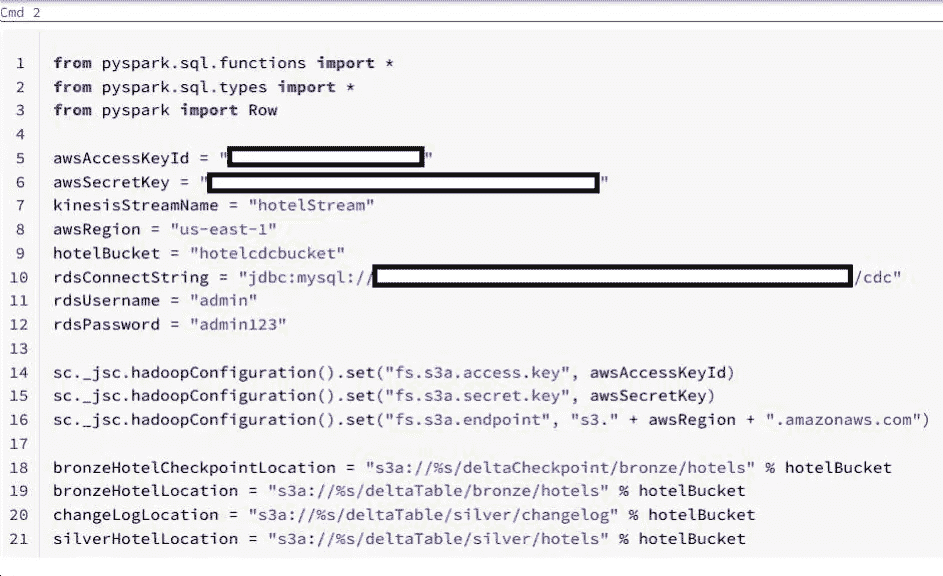 Cmd 2
1 from pyspark.sql.functions import *
2 from pyspark.sql.types import *
3 from pyspark import Row
4
5 awsAccessKeyId = ""
6 awsSecretKey = ""
7 kinesisStreamName = "hotelStream"
8 awsRegion = "us-east-1"
9 hotelBucket = "hotelcdcbucket"
10 rdsConnectString = "jdbc:mysql:///cdc"
11 rdsUsername = "admin"
12 rdsPassword = "admin123"
13
14 sc._jsc.hadoopConfiguration().set("fs.s3a.access.key", awsAccessKeyId)
15 sc._jsc.hadoopConfiguration().set("fs.s3a.secret.key", awsSecretKey)
16 sc._jsc.hadoopConfiguration().set("fs.s3a.endpoint", "s3." + awsRegion + ".amazonaws.com")
17
18 bronzeHotelCheckpointLocation = "s3a://%s/deltaCheckpoint/bronze/hotels" % hotelBucket
19 bronzeHotelLocation = "s3a://%s/deltaTable/bronze/hotels" % hotelBucket
20 changeLogLocation = "s3a://%s/deltaTable/silver/changelog" % hotelBucket
21 silverHotelLocation = "s3a://%s/deltaTable/silver/hotels" % hotelBucket